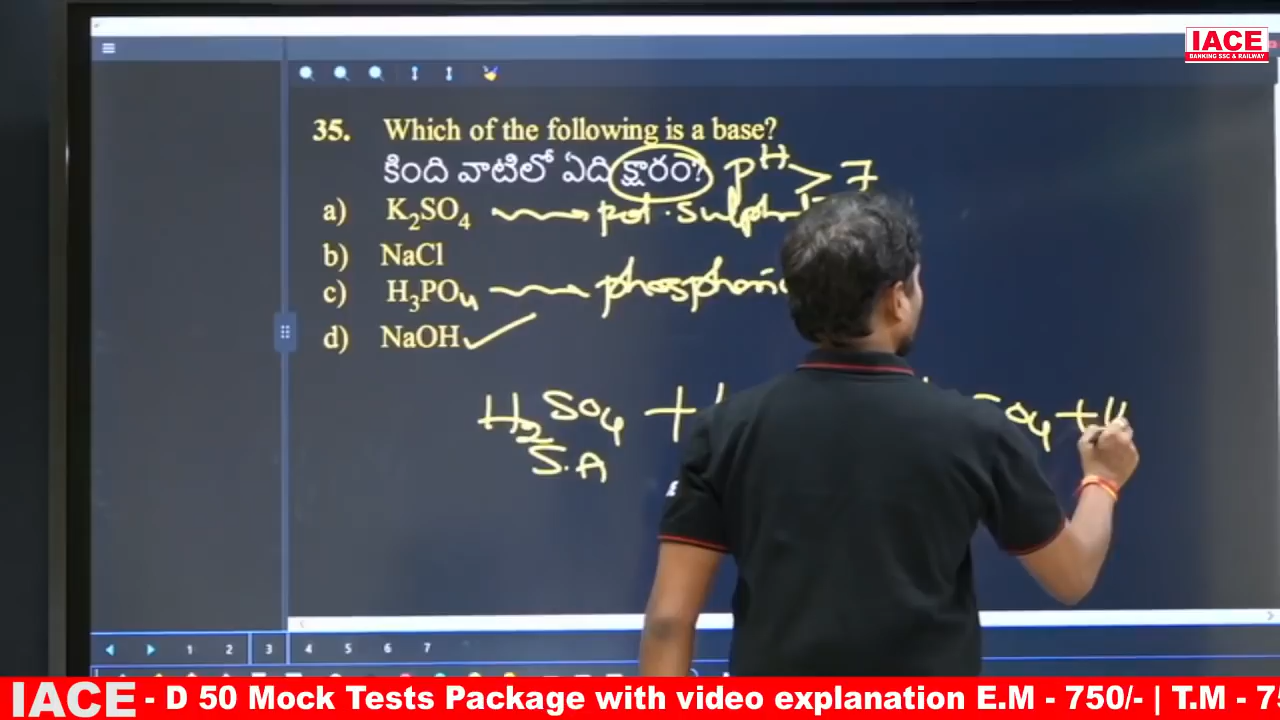 IACE
BANKING SSC & RAILWAY
35. Which of the following is a base?
కింది వాటిలో ఏది క్షారం? pH > 7
a) K₂SO₄ pot. sulpha
b) NaCl
c) H₃PO₄ phosphoric
d) NaOH
H₂SO₄ +
SO₄ +
S.A
1 2 3 4 5 6 7
IACE - D 50 Mock Tests Package with video explanation E.M - 750/- | T.M - 75